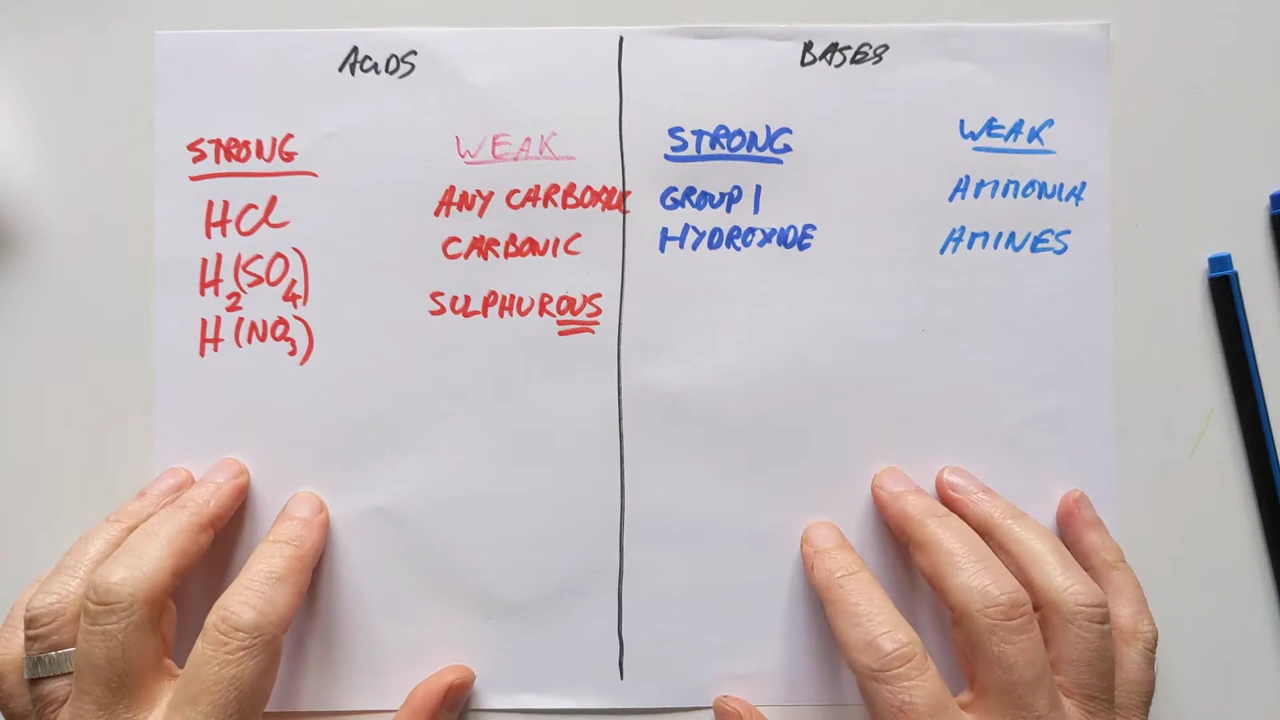 ACIDS
STRONG
HCl
H₂(SO₄)
H(NO₃)
WEAK
ANY CARBOXYLIC
CARBONIC
SULPHUROUS
BASES
STRONG
GROUP 1
HYDROXIDE
WEAK
AMMONIA
AMINES